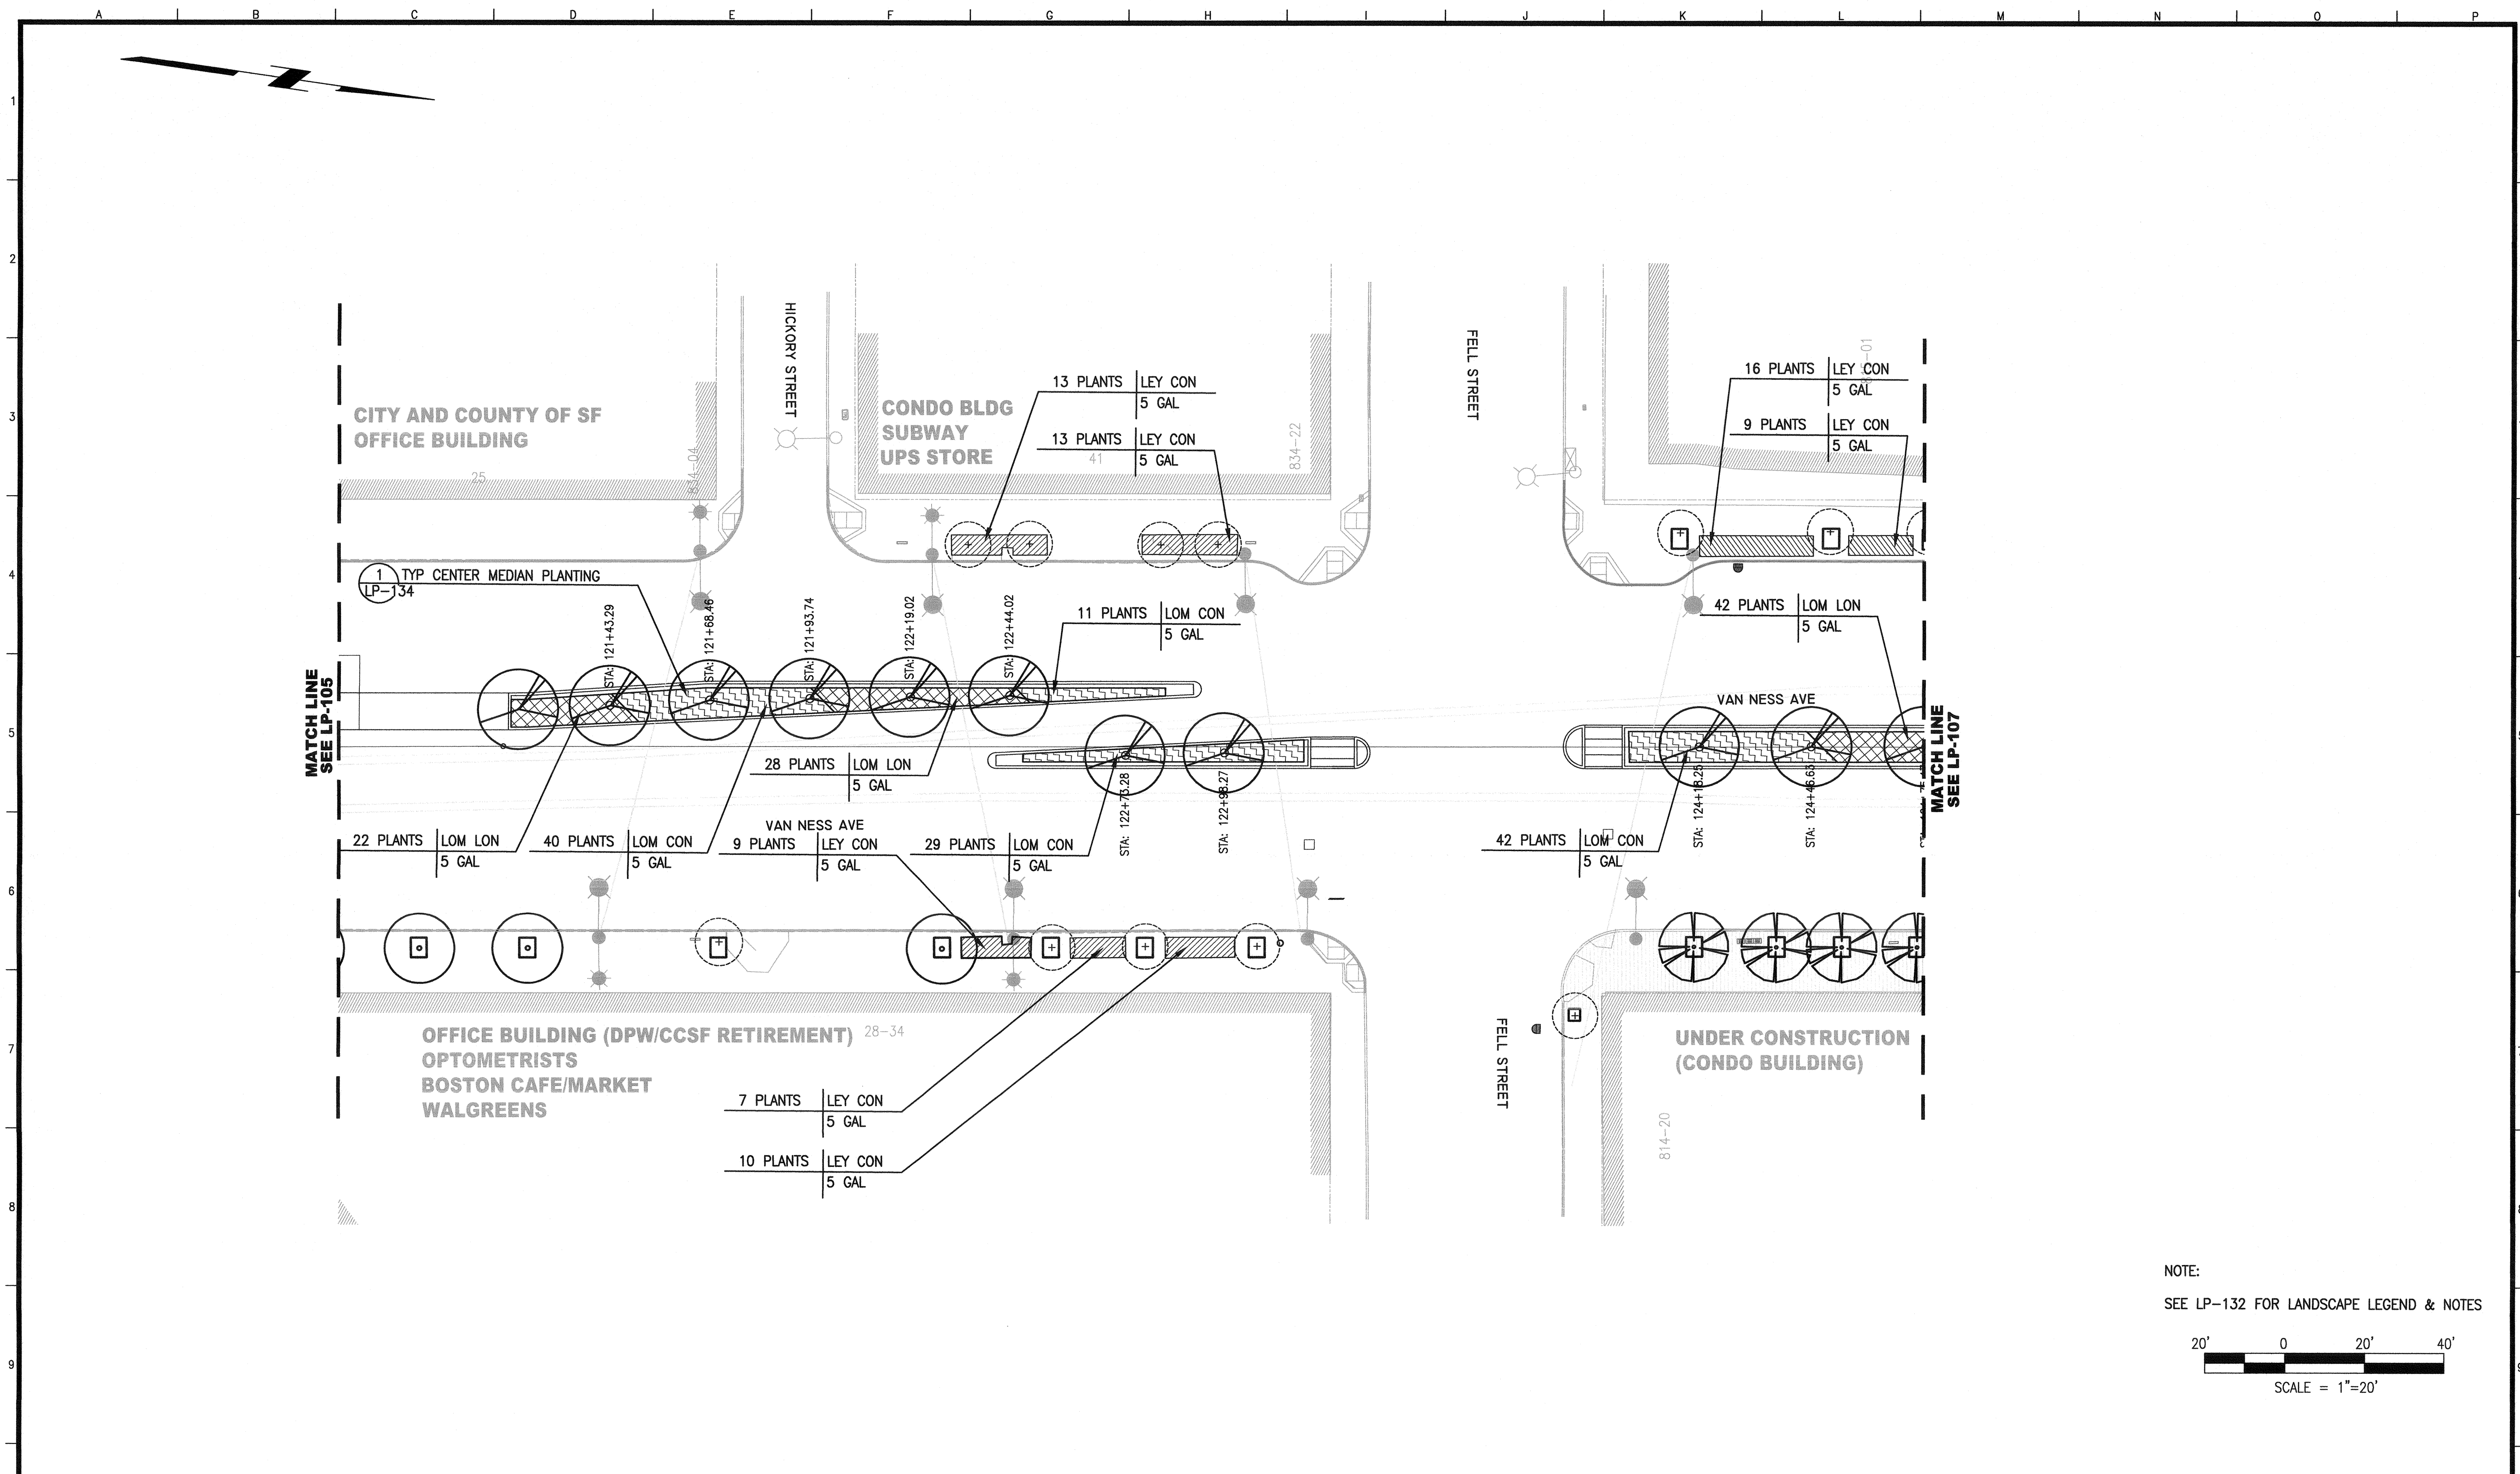 A B C D E F G H I J K L M N O P
1
2
3
4
5
6
7
8
9
HICKORY STREET
FELL STREET
CITY AND COUNTY OF SF
OFFICE BUILDING
25
834-04
CONDO BLDG
SUBWAY
UPS STORE
41
834-22
13 PLANTS LEY CON
5 GAL
13 PLANTS LEY CON
5 GAL
16 PLANTS LEY CON
5 GAL
9 PLANTS LEY CON
5 GAL
1 TYP CENTER MEDIAN PLANTING
LP-134
STA: 121+43.29
STA: 121+68.46
STA: 121+93.74
STA: 122+19.02
STA: 122+44.02
11 PLANTS LOM CON
5 GAL
42 PLANTS LOM LON
5 GAL
MATCH LINE
SEE LP-105
VAN NESS AVE
MATCH LINE
SEE LP-107
28 PLANTS LOM LON
5 GAL
STA: 122+73.28
STA: 122+98.27
STA: 124+18.25
STA: 124+46.63
VAN NESS AVE
22 PLANTS LOM LON
5 GAL
40 PLANTS LOM CON
5 GAL
9 PLANTS LEY CON
5 GAL
29 PLANTS LOM CON
5 GAL
42 PLANTS LOM CON
5 GAL
OFFICE BUILDING (DPW/CCSF RETIREMENT) 28-34
OPTOMETRISTS
BOSTON CAFE/MARKET
WALGREENS
FELL STREET
UNDER CONSTRUCTION
(CONDO BUILDING)
814-20
7 PLANTS LEY CON
5 GAL
10 PLANTS LEY CON
5 GAL
NOTE:
SEE LP-132 FOR LANDSCAPE LEGEND & NOTES
20' 0 20' 40'
SCALE = 1"=20'